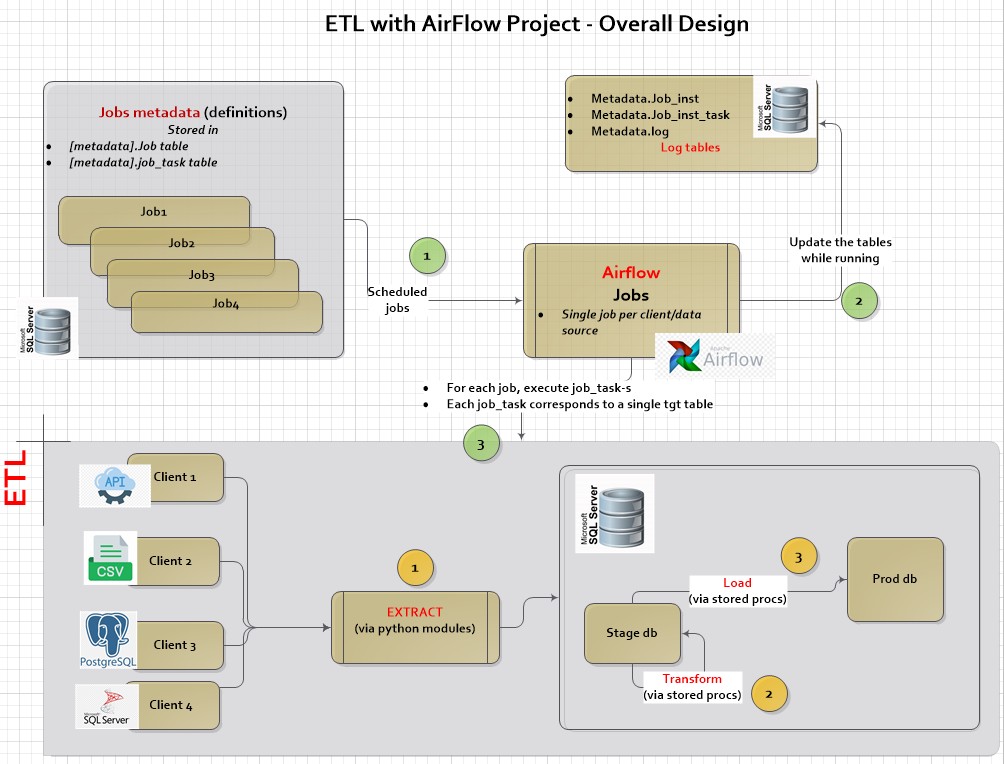 ETL with AirFlow Project - Overall Design
Jobs metadata (definitions)
Stored in
• [metadata].Job table
• [metadata].job_task table
Job1
Job2
Job3
Job4
Microsoft
SQL Server
• Metadata.Job_inst
• Metadata.Job_inst_task
• Metadata.log
Log tables
Microsoft
SQL Server
1
Scheduled
jobs
Airflow
Jobs
• Single job per client/data
source
Apache
Airflow
Update the tables
while running
2
• For each job, execute job_task-s
• Each job_task corresponds to a single tgt table
3
ETL
API
Client 1
CSV
Client 2
PostgreSQL
Client 3
Microsoft
SQL Server
Client 4
1
EXTRACT
(via python modules)
Microsoft
SQL Server
Stage db
Load
(via stored procs)
3
Prod db
Transform
(via stored procs)
2